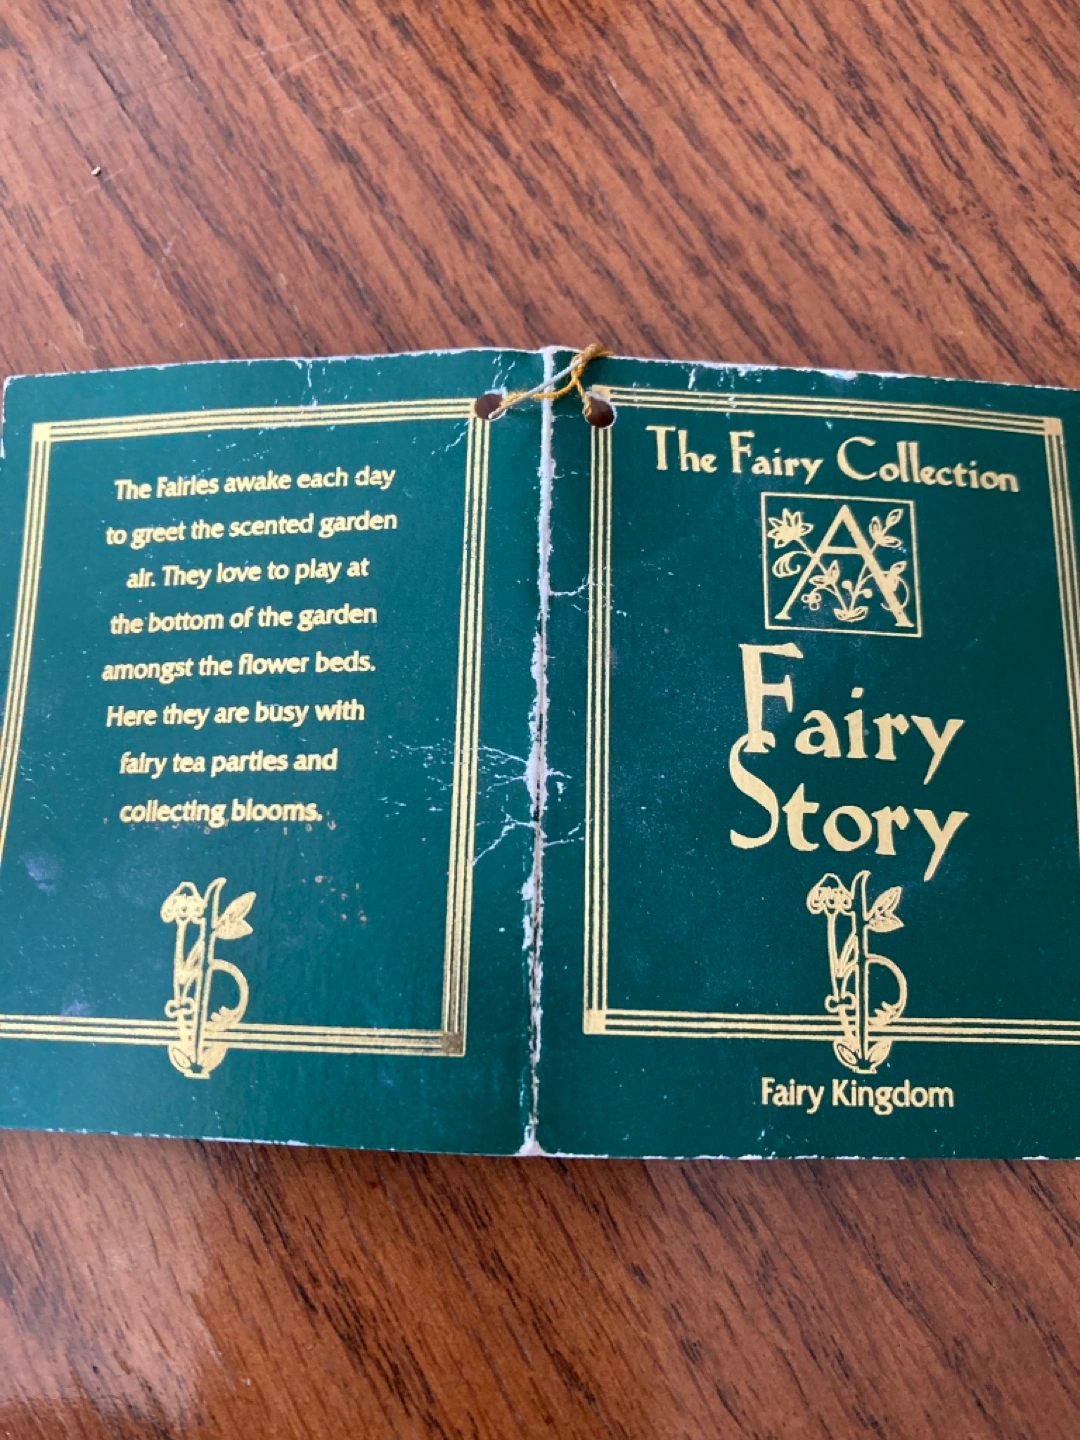 The Fairies awake each day
to greet the scented garden
air. They love to play at
the bottom of the garden
amongst the flower beds.
Here they are busy with
fairy tea parties and
collecting blooms.
The Fairy Collection
A
Fairy
Story
Fairy Kingdom